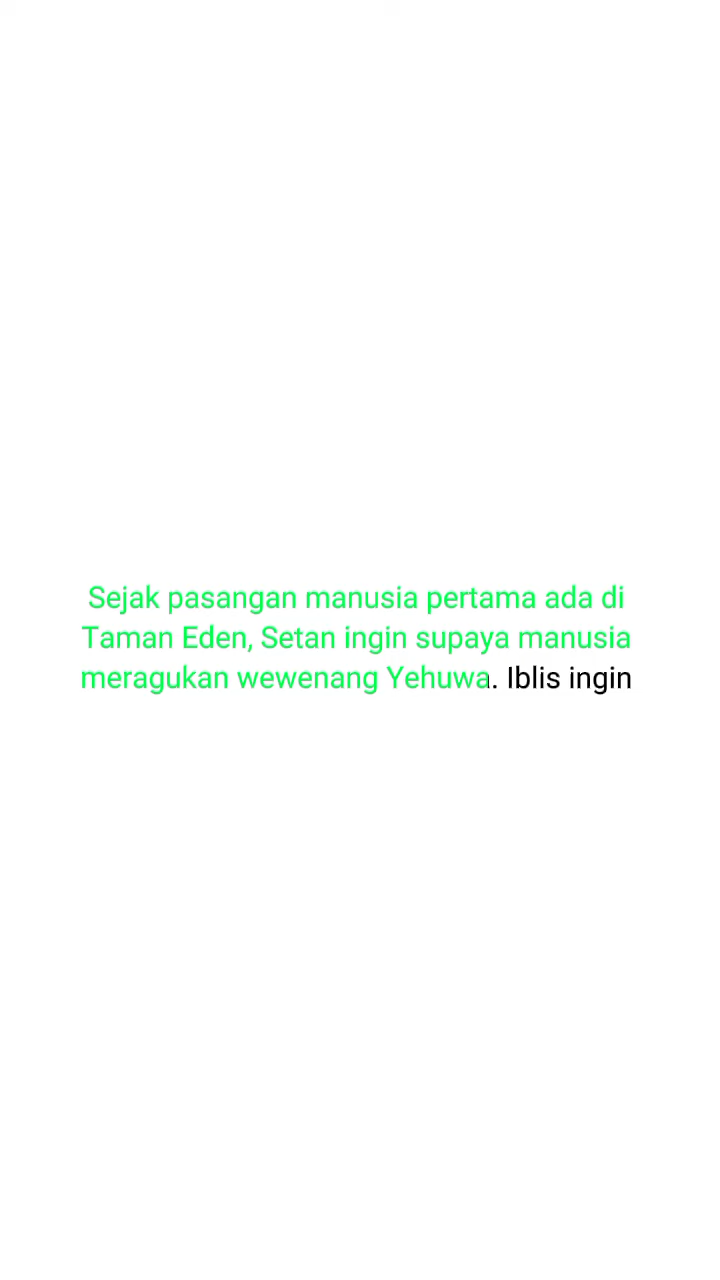 Sejak pasangan manusia pertama ada di
Taman Eden, Setan ingin supaya manusia
meragukan wewenang Yehuwa. Iblis ingin